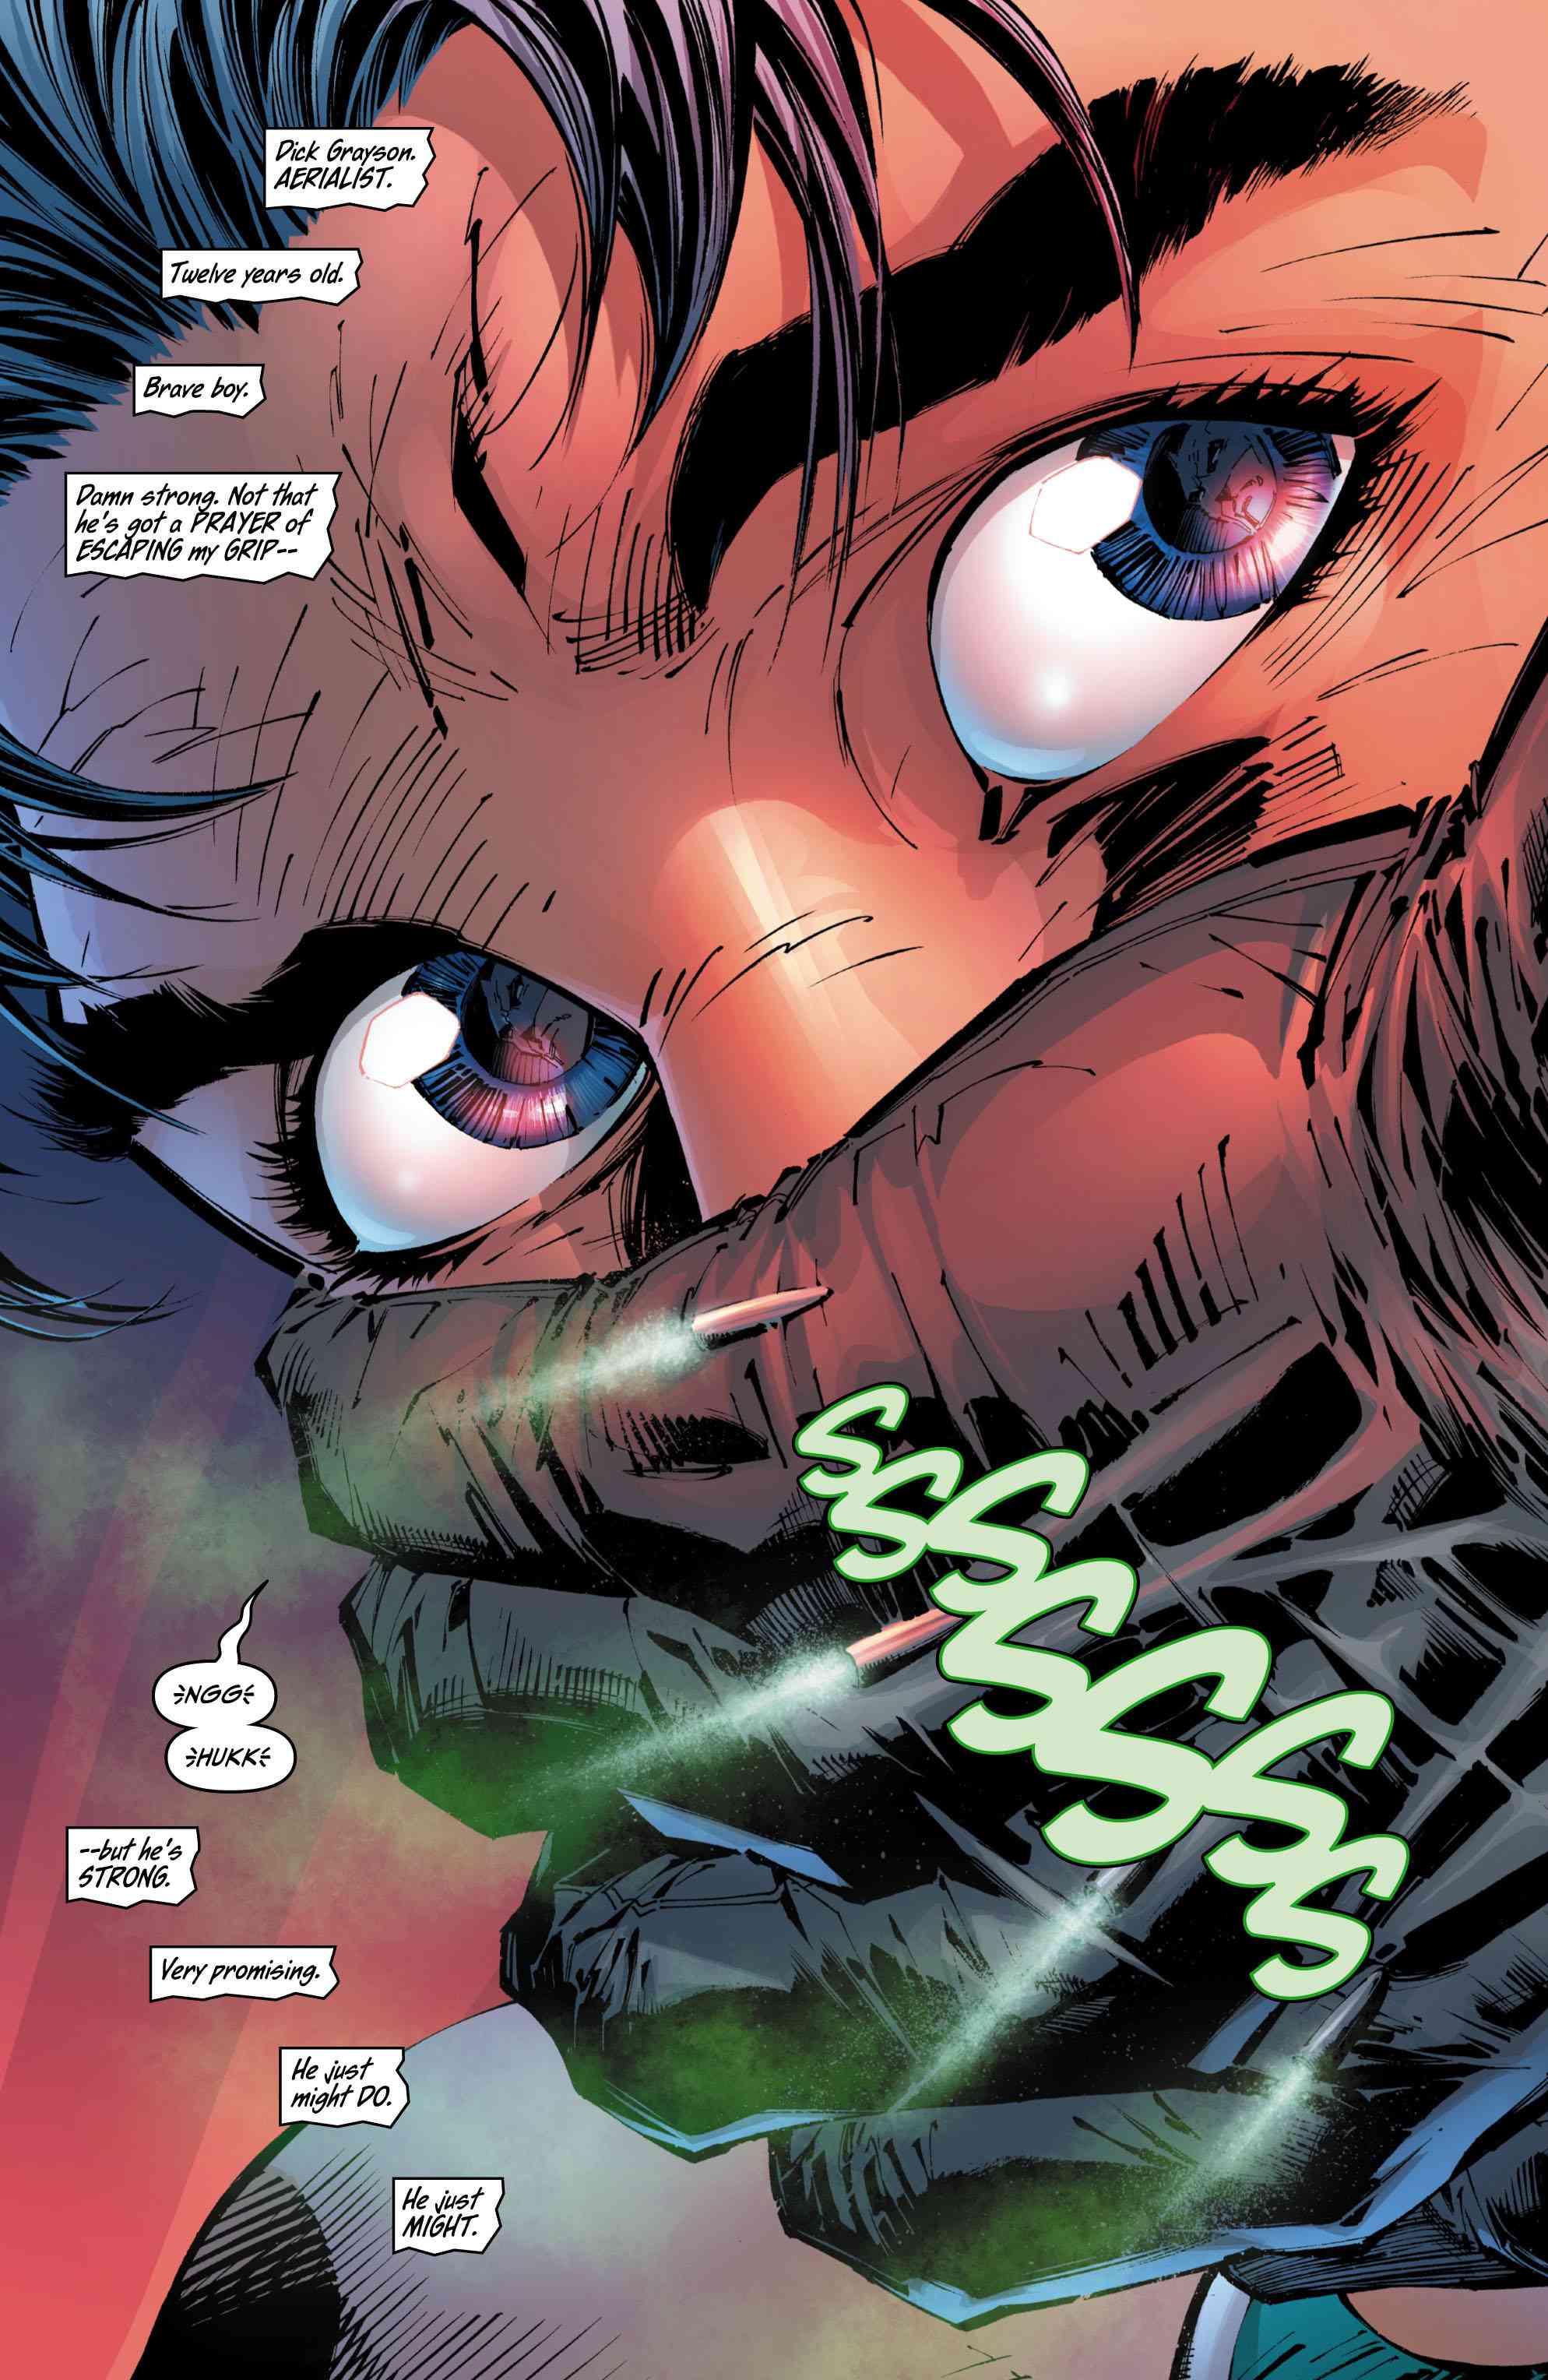 Dick Grayson.
AERIALIST.
Twelve years old.
Brave boy.
Damn strong. Not that
he's got a PRAYER of
ESCAPING my GRIP--
SSSSSSSSS
NGG
HUKK
--but he's
STRONG.
Very promising.
He just
might DO.
He just
MIGHT.